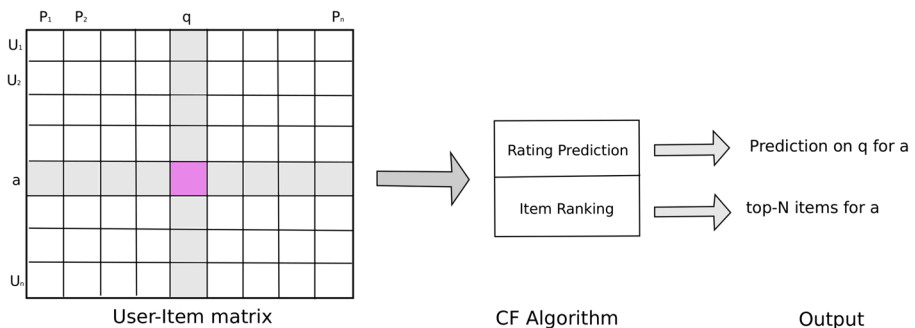 P₁ P₂ q Pₙ
U₁
U₂
a
Uₙ
Rating Prediction
Item Ranking
Prediction on q for a
top-N items for a
User-Item matrix
CF Algorithm
Output